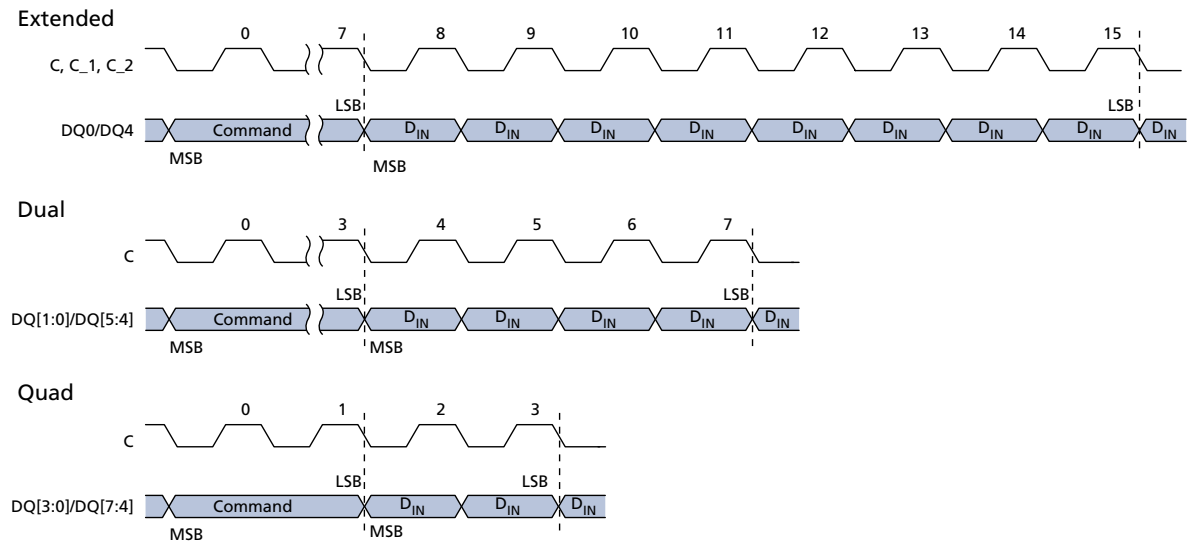 Extended
0 7 8 9 10 11 12 13 14 15
C, C_1, C_2
LSB LSB
DQ0/DQ4 Command DIN DIN DIN DIN DIN DIN DIN DIN DIN
MSB MSB
Dual
0 3 4 5 6 7
C
LSB LSB
DQ[1:0]/DQ[5:4] Command DIN DIN DIN DIN DIN
MSB MSB
Quad
0 1 2 3
C
LSB LSB
DQ[3:0]/DQ[7:4] Command DIN DIN DIN
MSB MSB